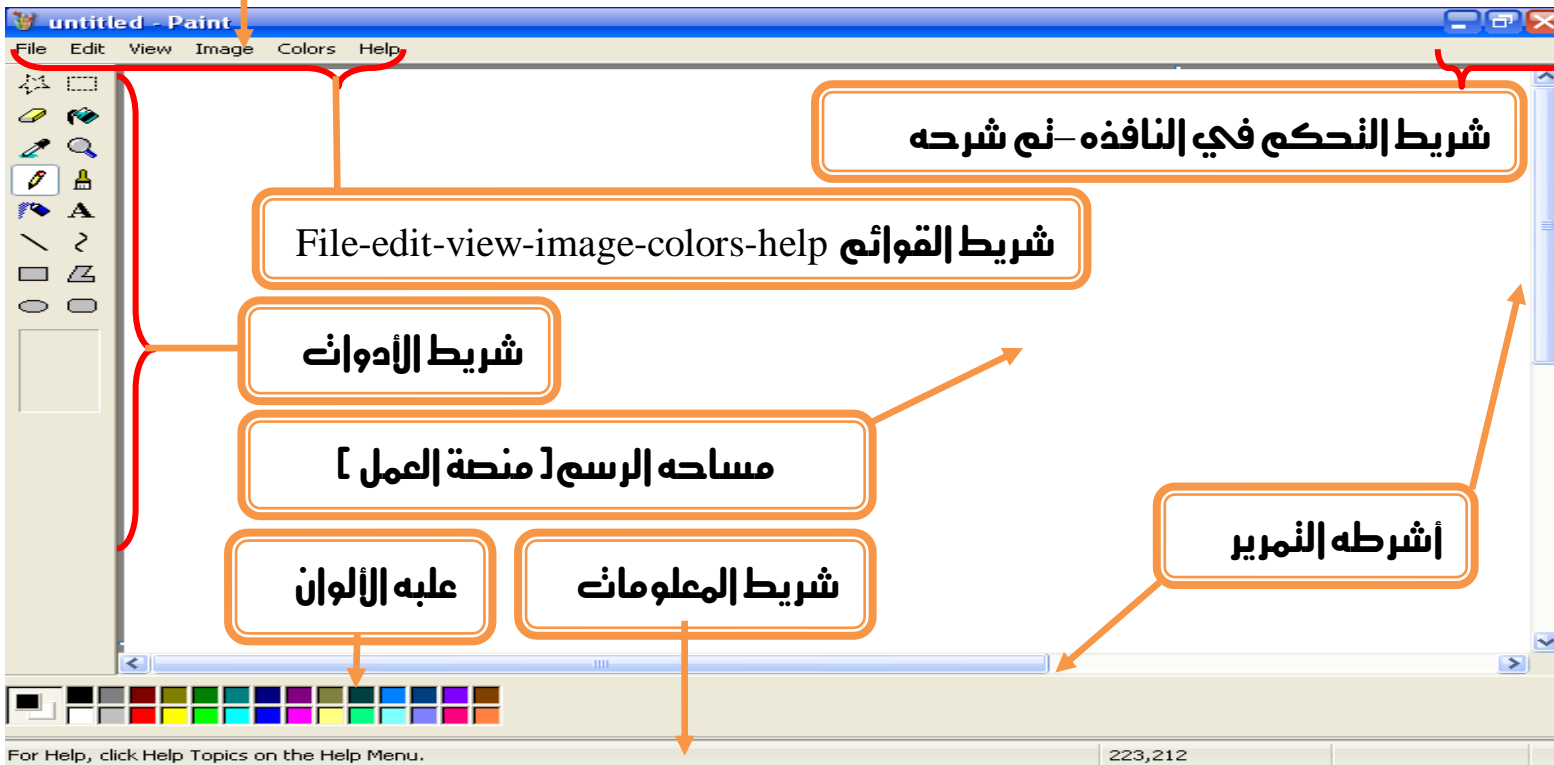 untitled - Paint
File Edit View Image Colors Help
شريط التحكم في النافذه –تم شرحه
شريط القوائم File-edit-view-image-colors-help
شريط الأدوات
مساحه الرسم[ منصة العمل ]
أشرطه التمرير
علبه الألوان
شريط المعلومات
For Help, click Help Topics on the Help Menu.
223,212